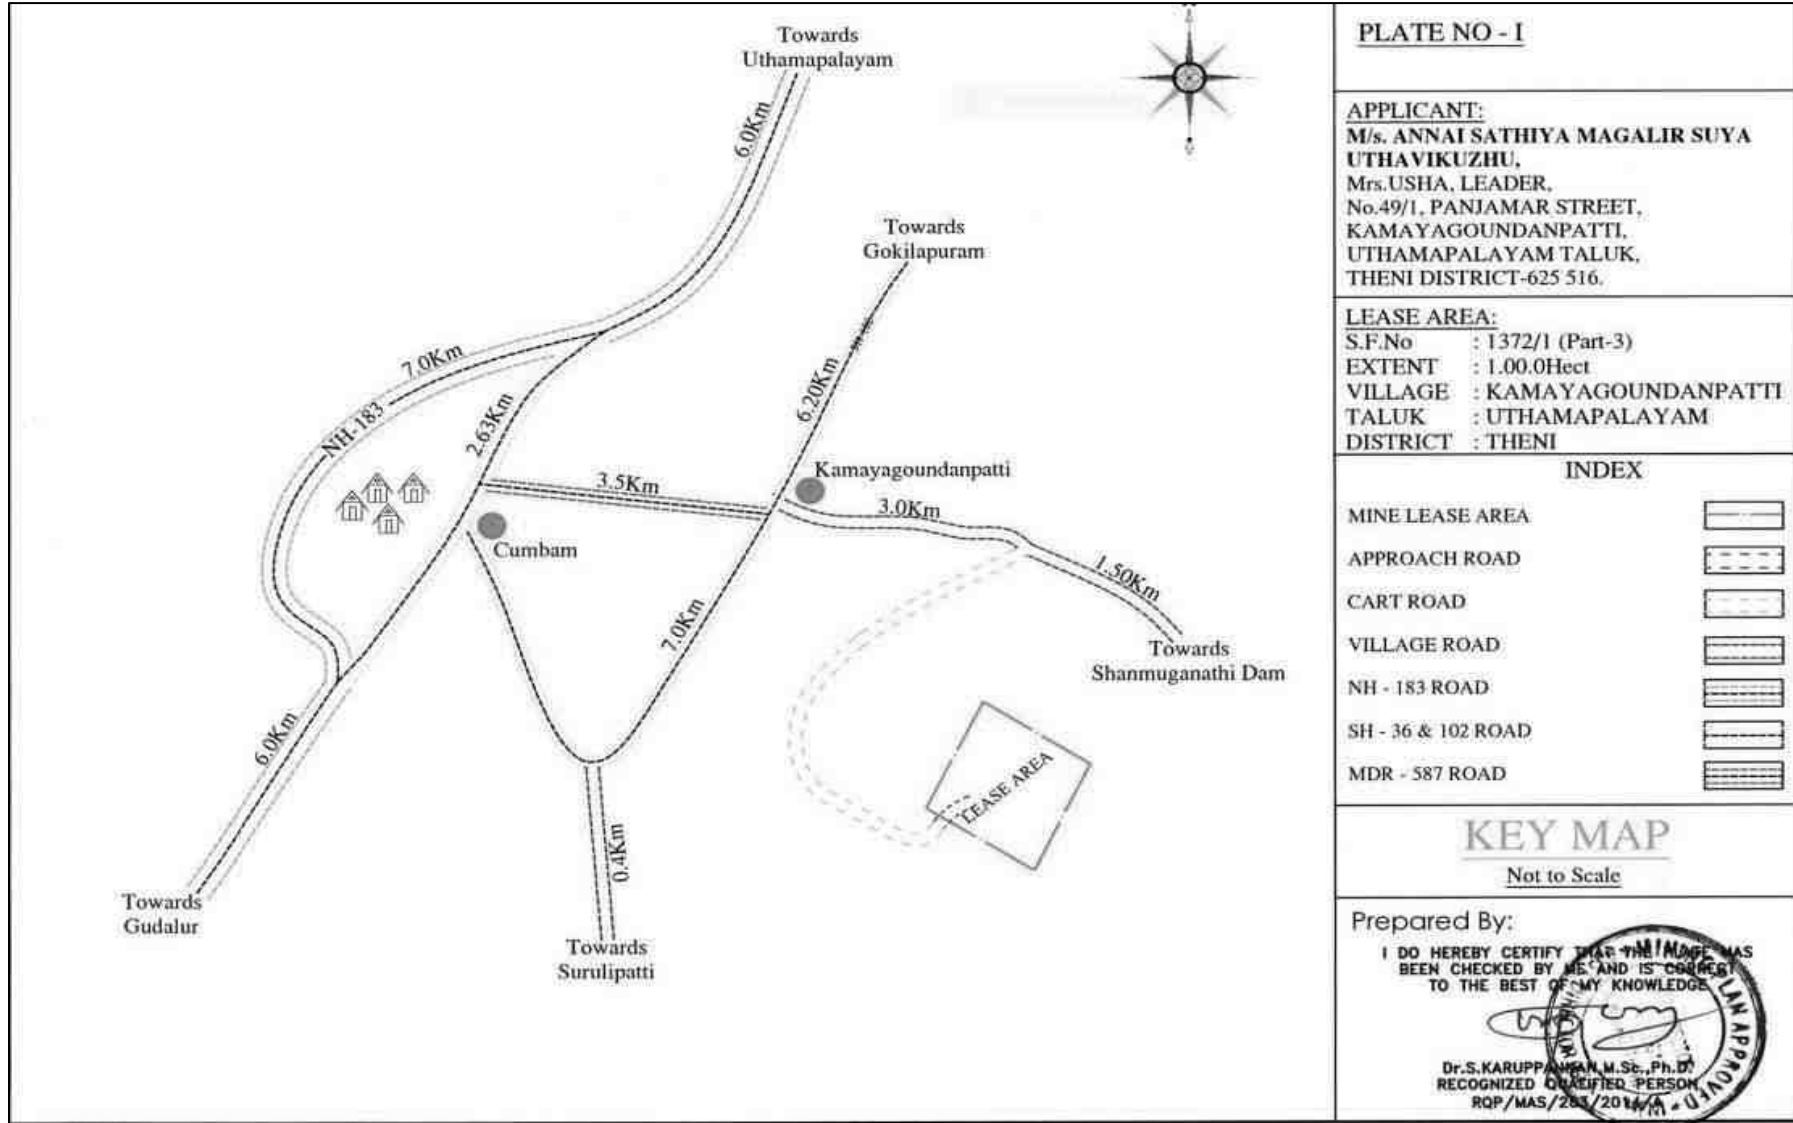 Towards
Uthamapalayam
6.0Km
Towards
Gokilapuram
7.0Km
NH-183
2.63Km
6.20Km
3.5Km
Kamayagoundanpatti
3.0Km
Cumbam
1.50Km
7.0Km
Towards
Shanmuganathi Dam
6.0Km
LEASE AREA
0.4Km
Towards
Gudalur
Towards
Surulipatti
PLATE NO - I
APPLICANT:
M/s. ANNAI SATHIYA MAGALIR SUYA
UTHAVIKUZHU,
Mrs.USHA, LEADER,
No.49/1, PANJAMAR STREET,
KAMAYAGOUNDANPATTI,
UTHAMAPALAYAM TALUK,
THENI DISTRICT-625 516.
LEASE AREA:
S.F.No : 1372/1 (Part-3)
EXTENT : 1.00.0Hect
VILLAGE : KAMAYAGOUNDANPATTI
TALUK : UTHAMAPALAYAM
DISTRICT : THENI
INDEX
MINE LEASE AREA
APPROACH ROAD
CART ROAD
VILLAGE ROAD
NH - 183 ROAD
SH - 36 & 102 ROAD
MDR - 587 ROAD
KEY MAP
Not to Scale
Prepared By:
I DO HEREBY CERTIFY THAT THE HAS
BEEN CHECKED BY ME AND IS CORRECT
TO THE BEST OF MY KNOWLEDGE
Dr.S.KARUPPANNAN,M.Sc.,Ph.D.
RECOGNIZED QUALIFIED PERSON
RQP/MAS/
PLAN APPROVED